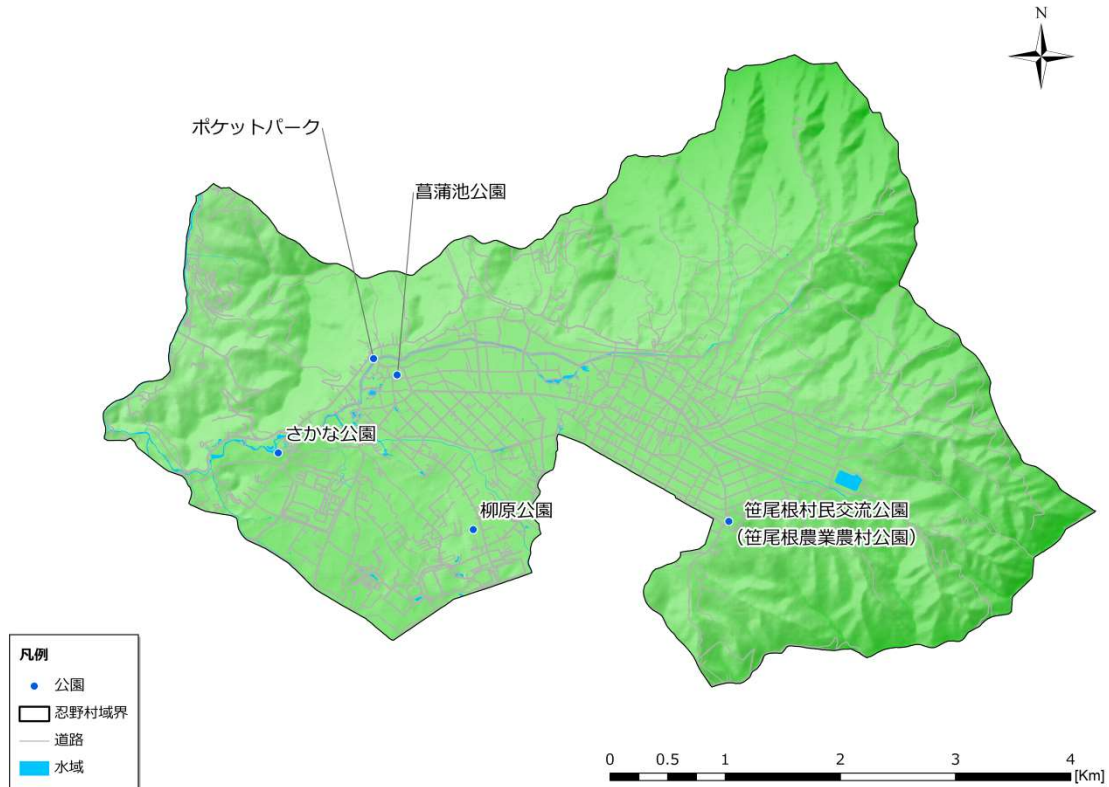 N
ポケットパーク
菖蒲池公園
さかな公園
柳原公園
笹尾根村民交流公園
（笹尾根農業農村公園）
凡例
公園
忍野村域界
道路
水域
0 0.5 1 2 3 4
[Km]